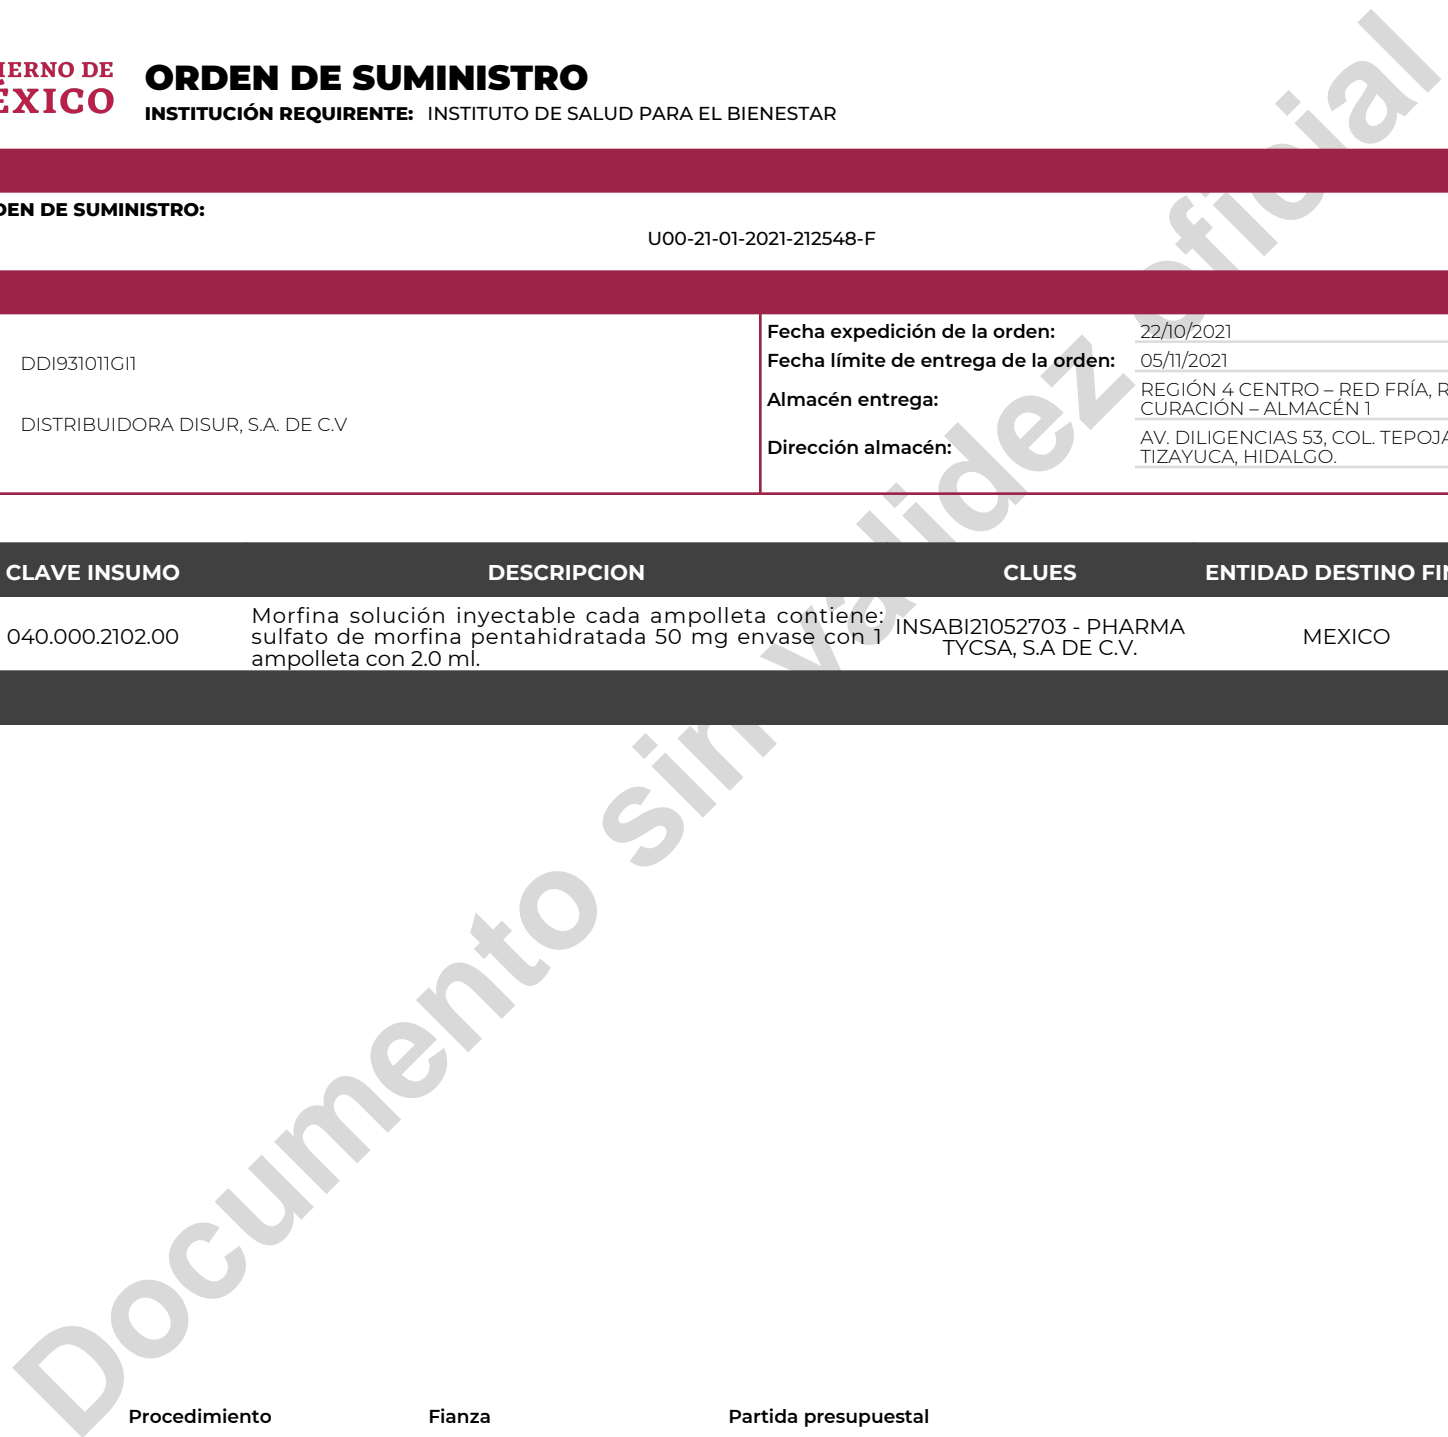 IERNO DE
ÉXICO
ORDEN DE SUMINISTRO
INSTITUCIÓN REQUIRENTE: INSTITUTO DE SALUD PARA EL BIENESTAR
DEN DE SUMINISTRO:
U00-21-01-2021-212548-F
DDI931011GI1
DISTRIBUIDORA DISUR, S.A. DE C.V
Fecha expedición de la orden: 22/10/2021
Fecha límite de entrega de la orden: 05/11/2021
Almacén entrega: REGIÓN 4 CENTRO – RED FRÍA, R
CURACIÓN – ALMACÉN 1
Dirección almacén: AV. DILIGENCIAS 53, COL. TEPOJA
TIZAYUCA, HIDALGO.
CLAVE INSUMO DESCRIPCION CLUES ENTIDAD DESTINO FIN
040.000.2102.00
Morfina solución inyectable cada ampolleta contiene:
sulfato de morfina pentahidratada 50 mg envase con 1
ampolleta con 2.0 ml.
INSABI21052703 - PHARMA
TYCSA, S.A DE C.V.
MEXICO
Documento sin validez oficial
Procedimiento Fianza Partida presupuestal